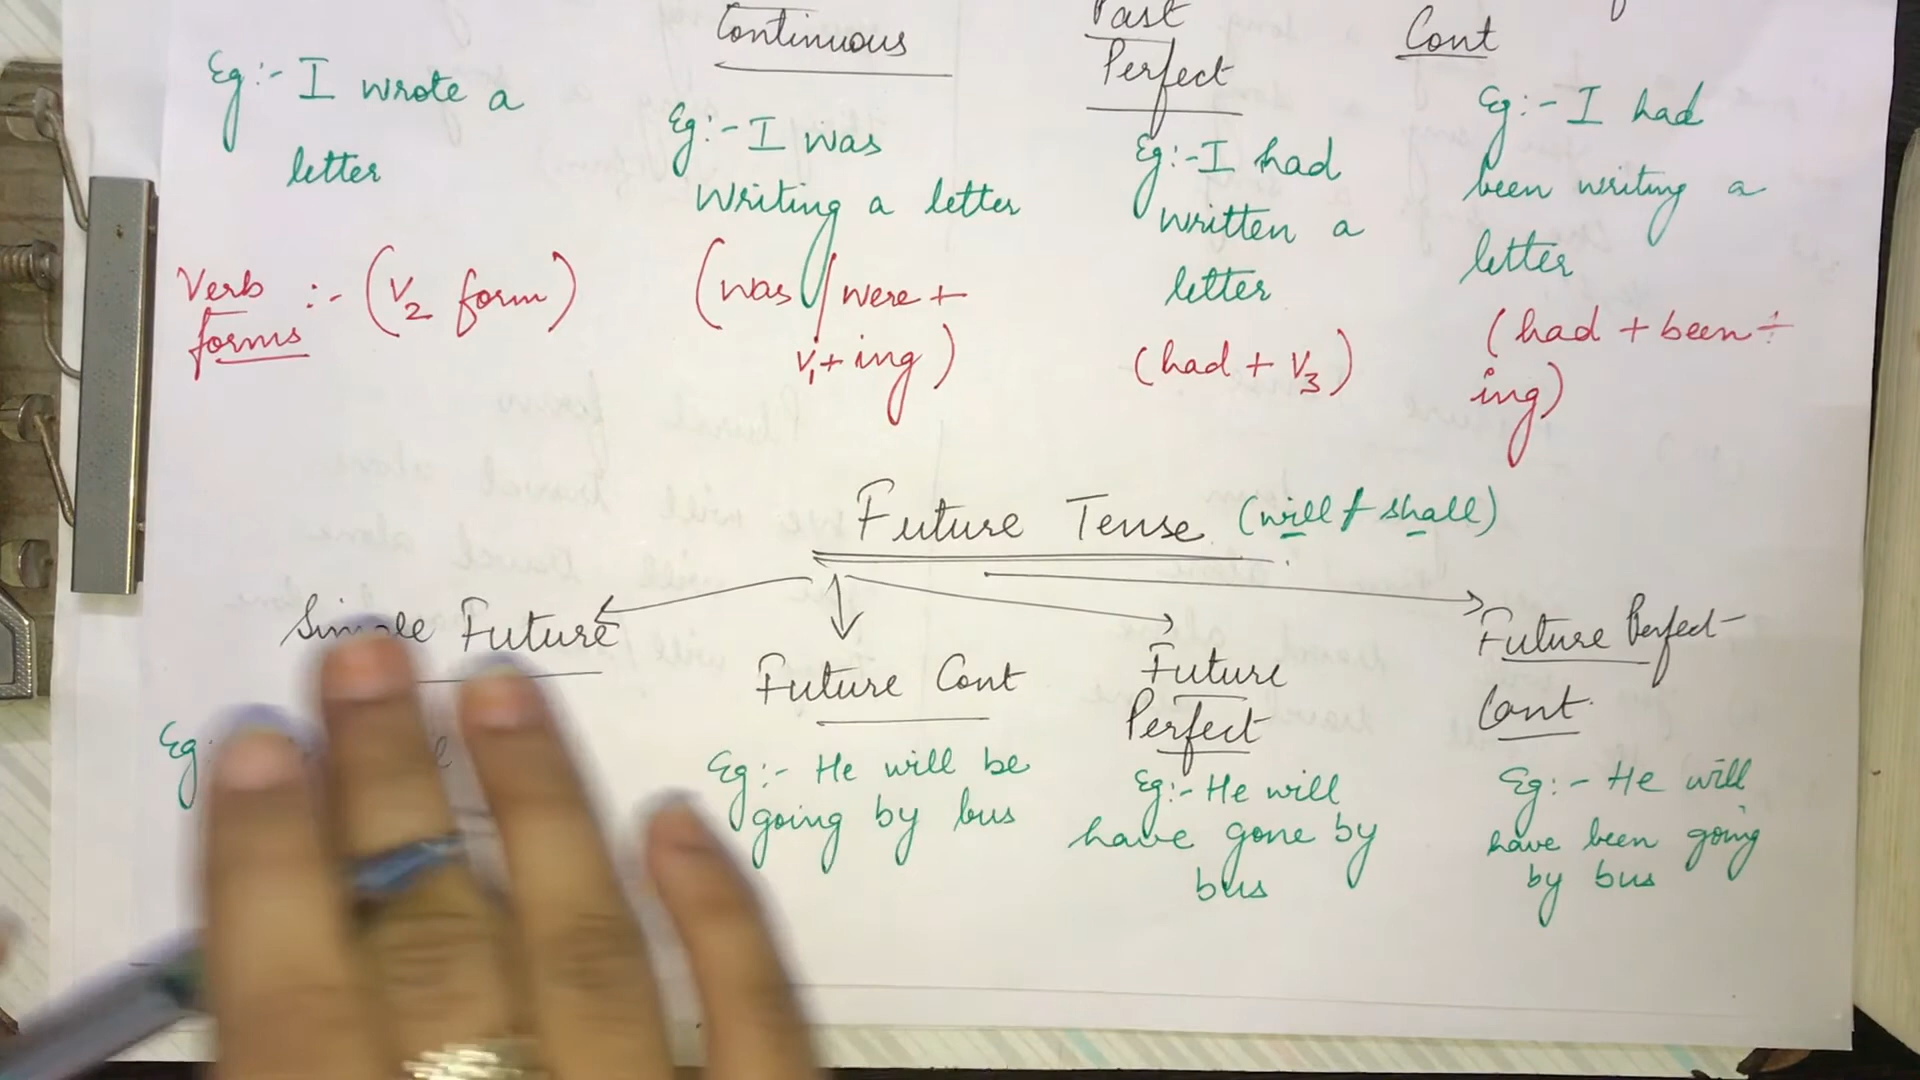 Continuous
Past
Perfect
Cont
Eg:- I wrote a
letter
Eg:- I was
Writing a letter
Eg:- I had
written a
letter
Eg:- I had
been writing a
letter
Verb
forms :- (V2 form)
(was / were +
V1 + ing)
(had + V3)
(had + been +
ing)
Future Tense (will / shall)
Simple Future
Future Cont
Future
Perfect
Future Perfect
Cont.
Eg:
Eg:- He will be
going by bus
Eg:- He will
have gone by
bus
Eg:- He will
have been going
by bus